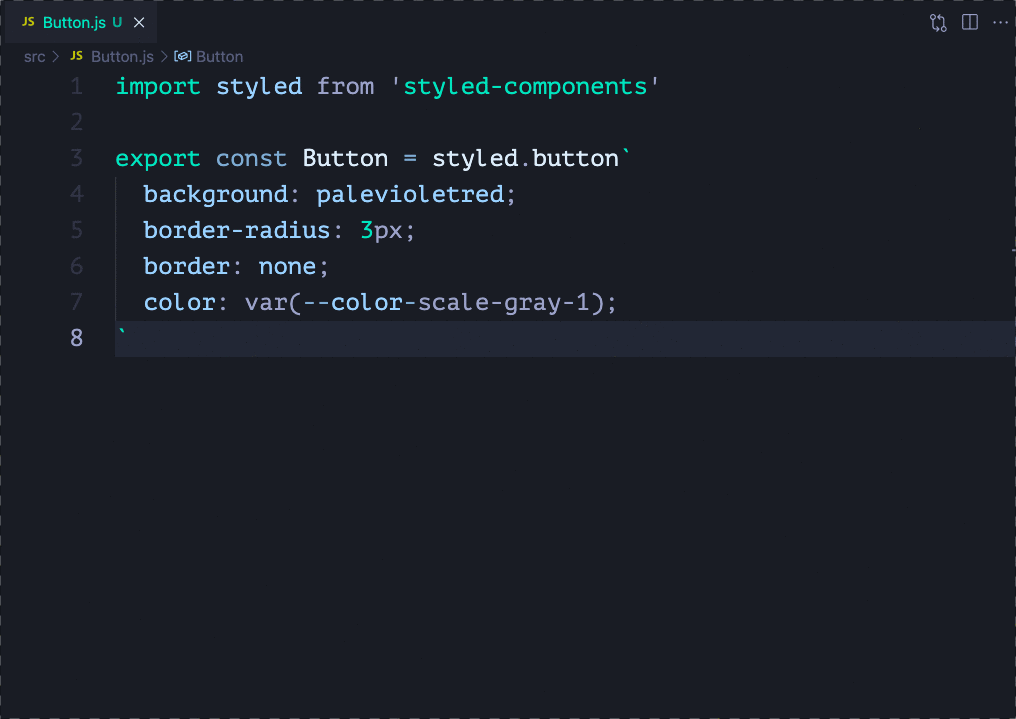 JS Button.js U
src > JS Button.js > Button
1 import styled from 'styled-components'
2
3 export const Button = styled.button`
4   background: palevioletred;
5   border-radius: 3px;
6   border: none;
7   color: var(--color-scale-gray-1);
8 `